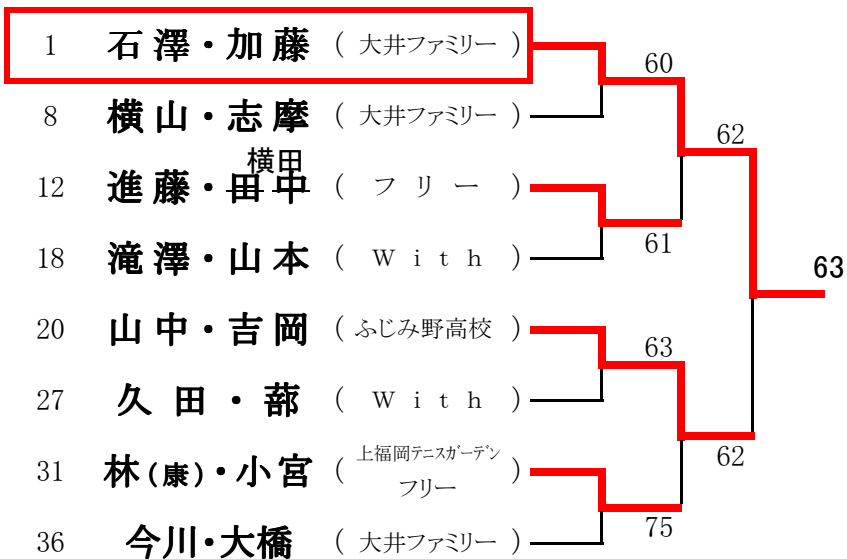 1 石澤・加藤 ( 大井ファミリー )
60
8 横山・志摩 ( 大井ファミリー )
62
横田
12 進藤・田中 ( フリー )
61
18 滝澤・山本 ( With )
63
20 山中・吉岡 ( ふじみ野高校 )
63
27 久田・蔀 ( With )
62
31 林(康)・小宮 ( 上福岡テニスガーデン
フリー )
75
36 今川・大橋 ( 大井ファミリー )